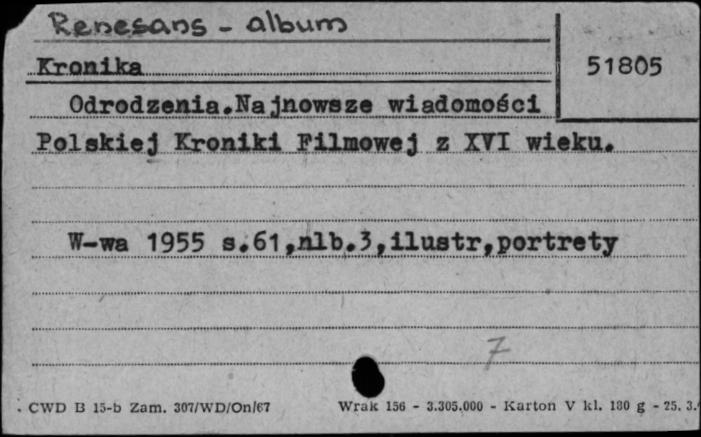 Renesans - album
Kronika
51805
Odrodzenia.Najnowsze wiadomości
Polskiej Kroniki Filmowej z XVI wieku.
W-wa 1955 s.61,nlb.3,ilustr,portrety
7
. CWD B 15-b Zam. 307/WD/On/67 Wrak 156 - 3.305.000 - Karton V kl. 180 g - 25. 3.